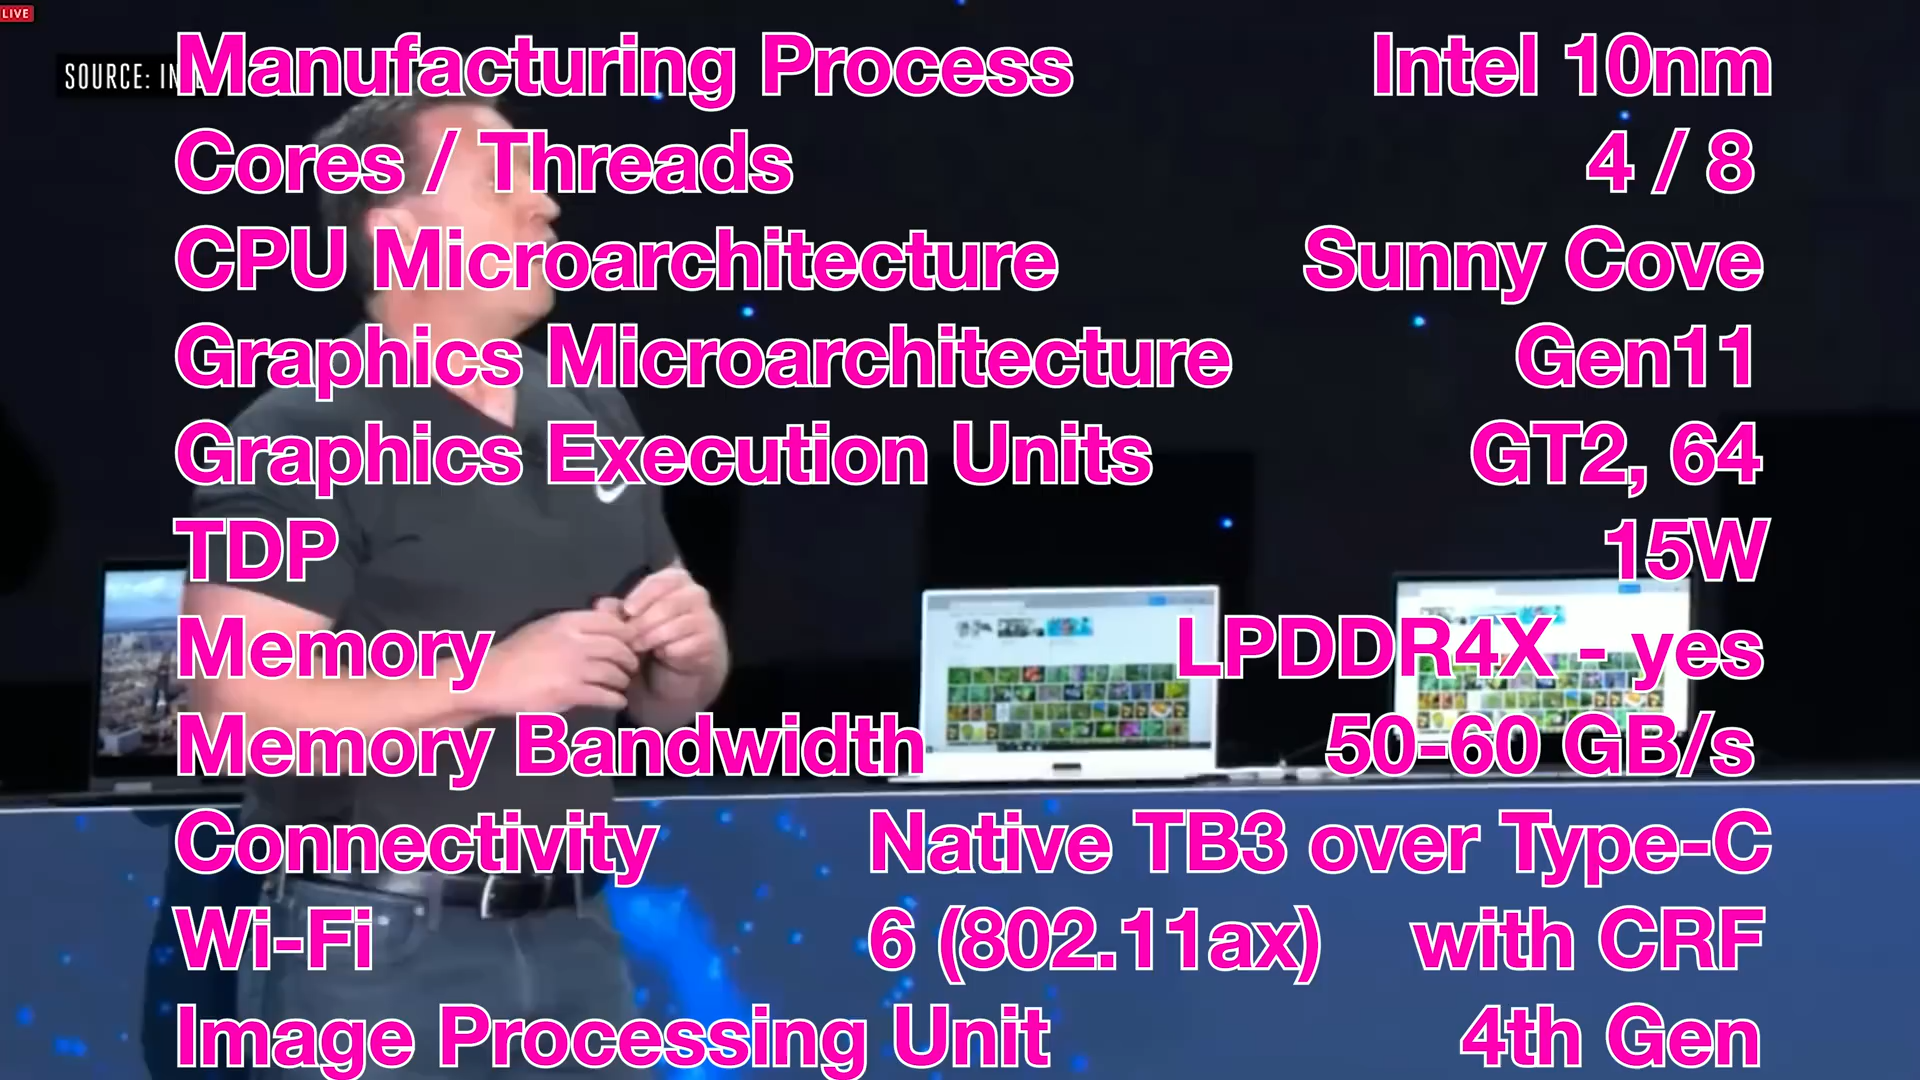 LIVE
SOURCE: IN
Manufacturing Process Intel 10nm
Cores / Threads 4 / 8
CPU Microarchitecture Sunny Cove
Graphics Microarchitecture Gen11
Graphics Execution Units GT2, 64
TDP 15W
Memory LPDDR4X - yes
Memory Bandwidth 50-60 GB/s
Connectivity Native TB3 over Type-C
Wi-Fi 6 (802.11ax) with CRF
Image Processing Unit 4th Gen